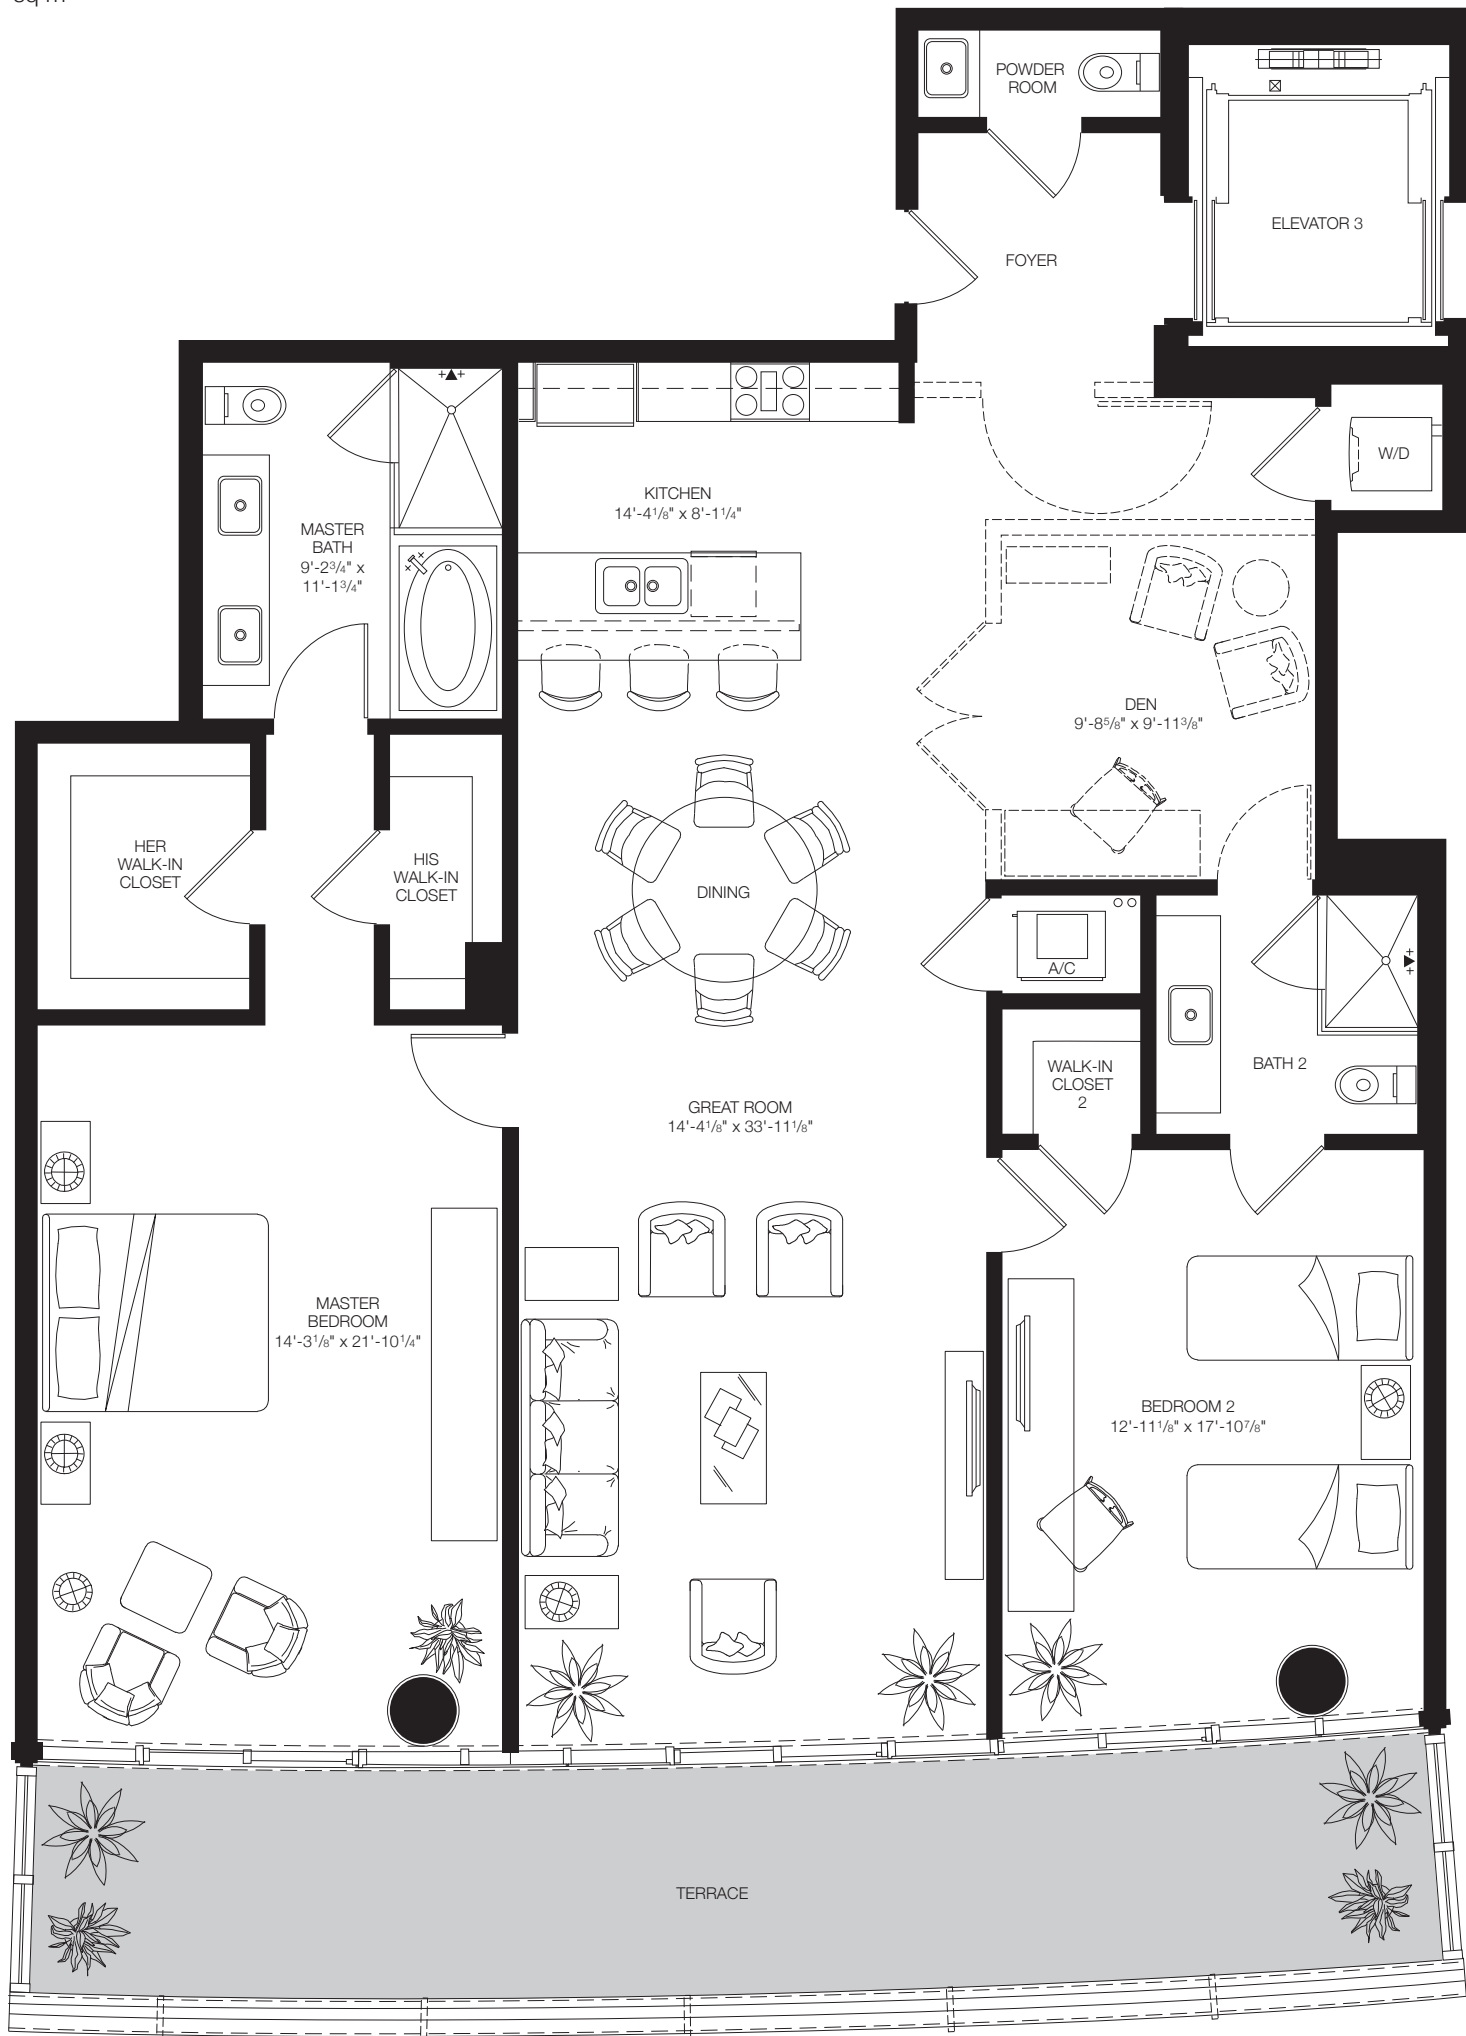 sq m
POWDER
ROOM
ELEVATOR 3
FOYER
W/D
KITCHEN
14'-4 1/8" x 8'-1 1/4"
MASTER
BATH
9'-2 3/4" x
11'-1 3/4"
DEN
9'-8 5/8" x 9'-11 3/8"
HER
WALK-IN
CLOSET
HIS
WALK-IN
CLOSET
DINING
A/C
WALK-IN
CLOSET
2
BATH 2
GREAT ROOM
14'-4 1/8" x 33'-11 1/8"
MASTER
BEDROOM
14'-3 1/8" x 21'-10 1/4"
BEDROOM 2
12'-11 1/8" x 17'-10 7/8"
TERRACE